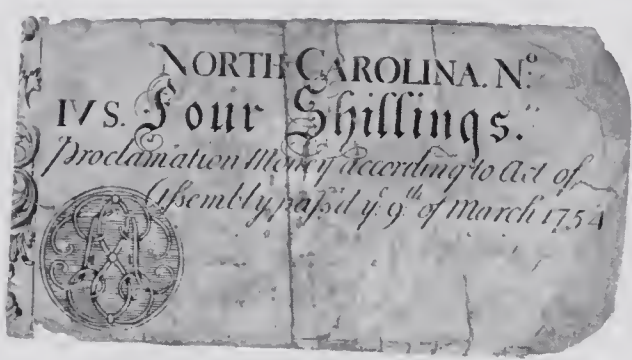 NORTH CAROLINA. Nº
IVS. Four Shillings.
Proclamation Money according to Act of
Assembly pass'd yᵉ 9ᵗʰ of March 1754